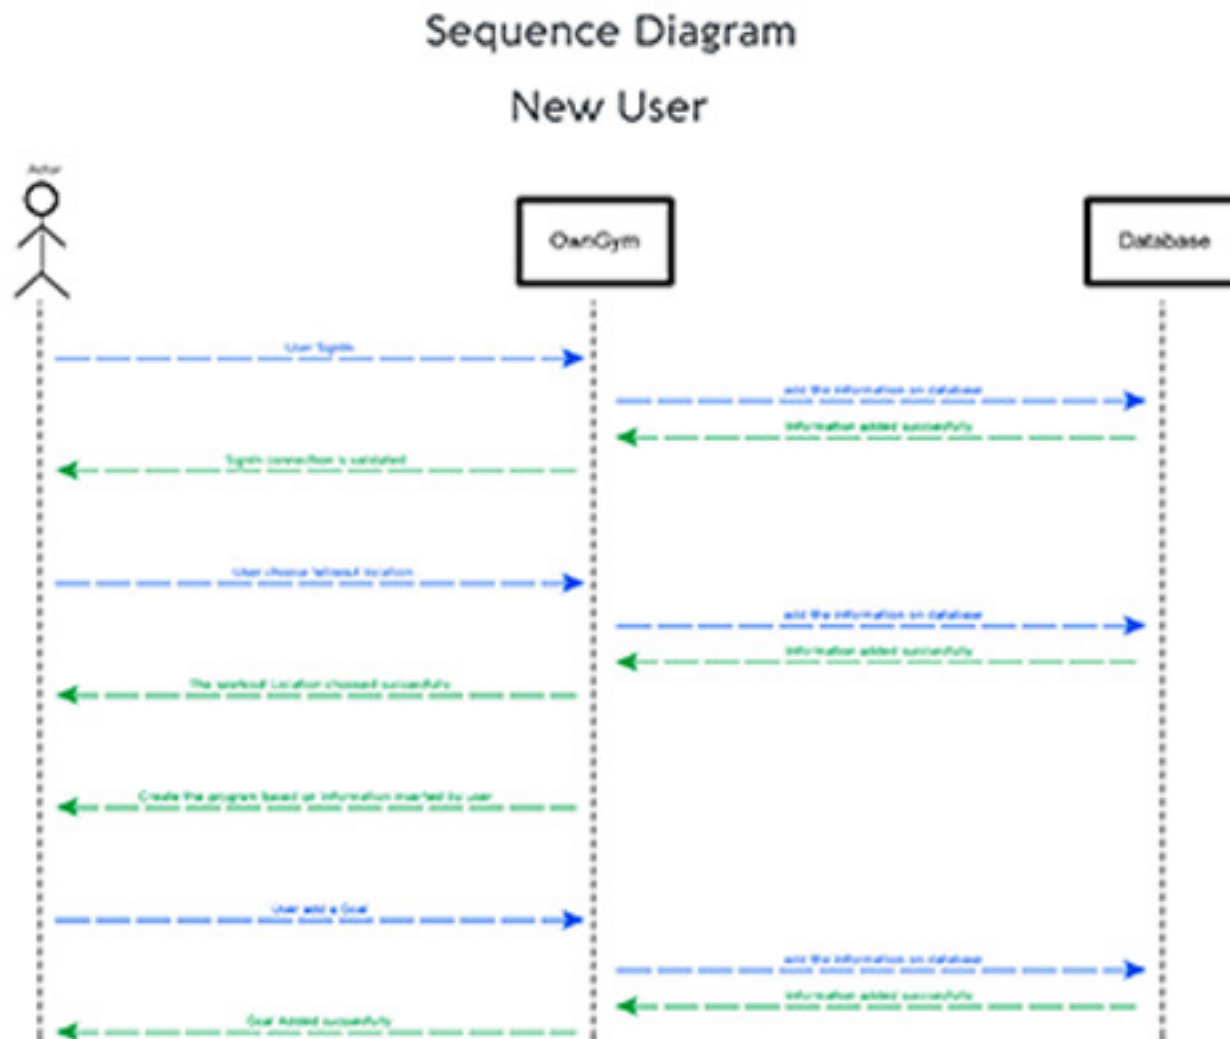 Sequence Diagram
New User
Actor
OwnGym
Database
User SignIn
add the information on database
Information added successfully
SignIn connection is validated
User choose Workout location
add the information on database
Information added successfully
The workout Location choosed successfully
Create the program based on information inserted by user
User add a Goal
add the information on database
Information added successfully
Goal Added successfully